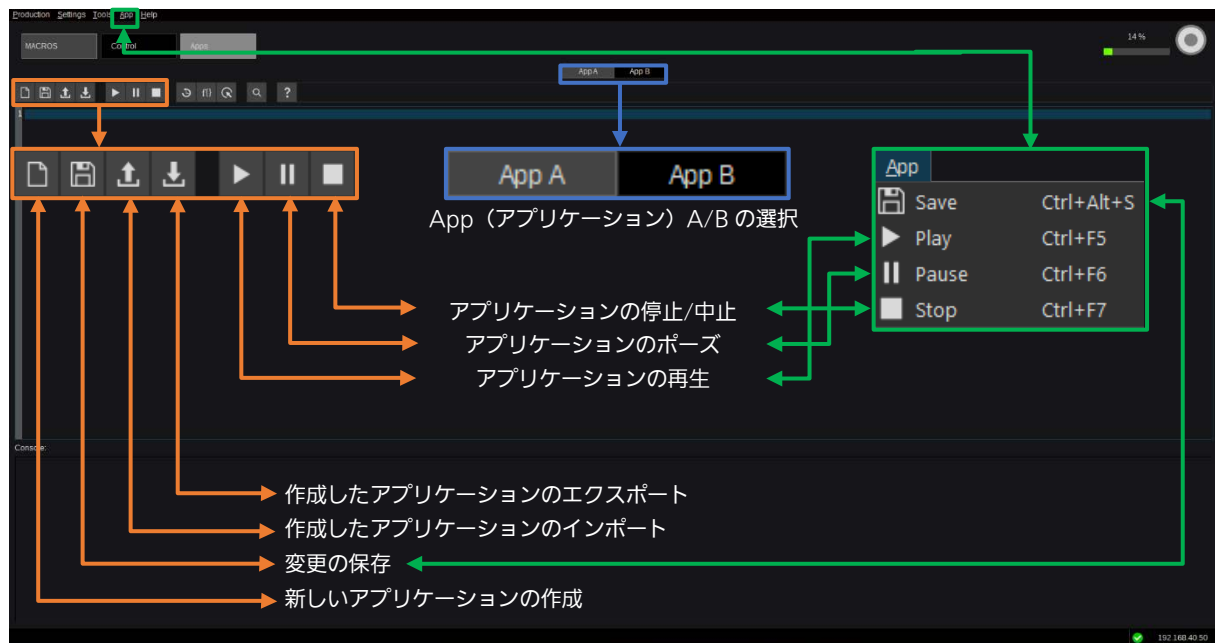 Production Settings Tools App Help
MACROS Control Apps
14 %
App A App B
f()
?
1
App A App B
App（アプリケーション）A/B の選択
App
Save Ctrl+Alt+S
Play Ctrl+F5
Pause Ctrl+F6
Stop Ctrl+F7
アプリケーションの停止/中止
アプリケーションのポーズ
アプリケーションの再生
Console:
作成したアプリケーションのエクスポート
作成したアプリケーションのインポート
変更の保存
新しいアプリケーションの作成
192.168.40.50